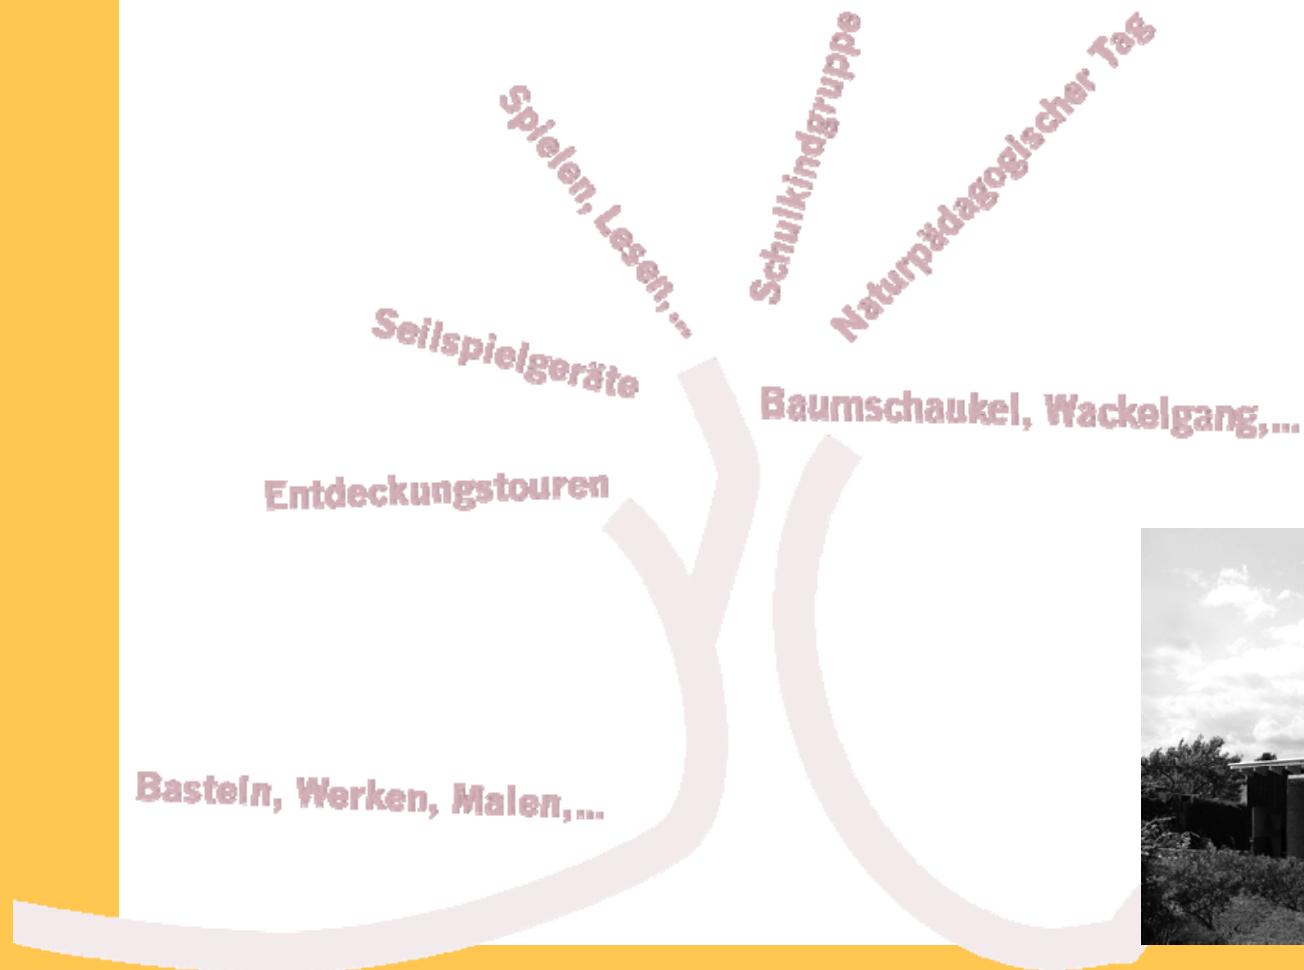 Spielen, Lesen,...
Schulkindgruppe
Naturpädagogischer Tag
Seilspielgeräte
Baumschaukel, Wackelgang,...
Entdeckungstouren
Basteln, Werken, Malen,...